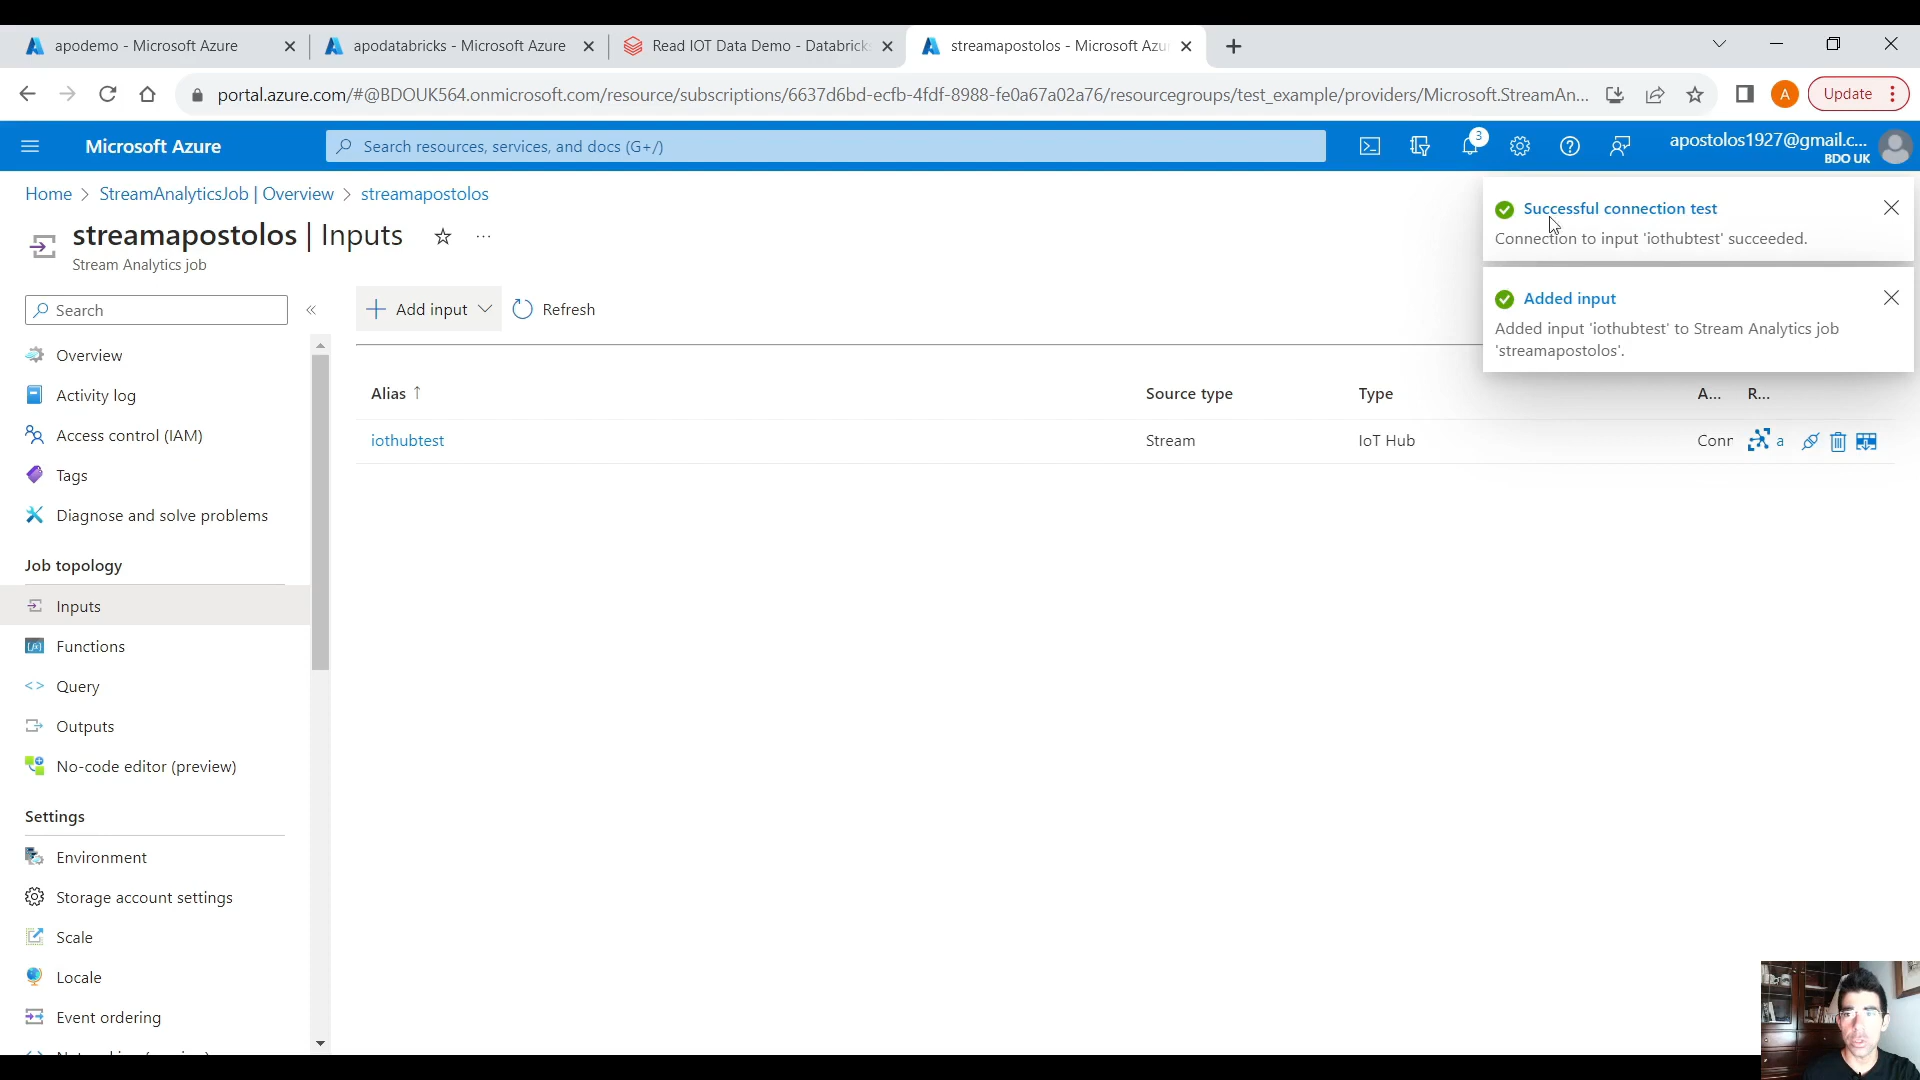 apodemo - Microsoft Azure
apodatabricks - Microsoft Azure
Read IOT Data Demo - Databrick
streamapostolos - Microsoft Azu
portal.azure.com/#@BDOUK564.onmicrosoft.com/resource/subscriptions/6637d6bd-ecfb-4fdf-8988-fe0a67a02a76/resourcegroups/test_example/providers/Microsoft.StreamAn...
A
Update
Microsoft Azure
Search resources, services, and docs (G+/)
3
apostolos1927@gmail.c...
BDO UK
Home > StreamAnalyticsJob | Overview > streamapostolos
streamapostolos | Inputs
Stream Analytics job
Successful connection test
Connection to input 'iothubtest' succeeded.
Added input
Added input 'iothubtest' to Stream Analytics job
'streamapostolos'.
Search
Add input
Refresh
Overview
Activity log
Access control (IAM)
Tags
Diagnose and solve problems
Job topology
Inputs
Functions
Query
Outputs
No-code editor (preview)
Settings
Environment
Storage account settings
Scale
Locale
Event ordering
Alias ↑ Source type Type A... R...
iothubtest Stream IoT Hub Conr a